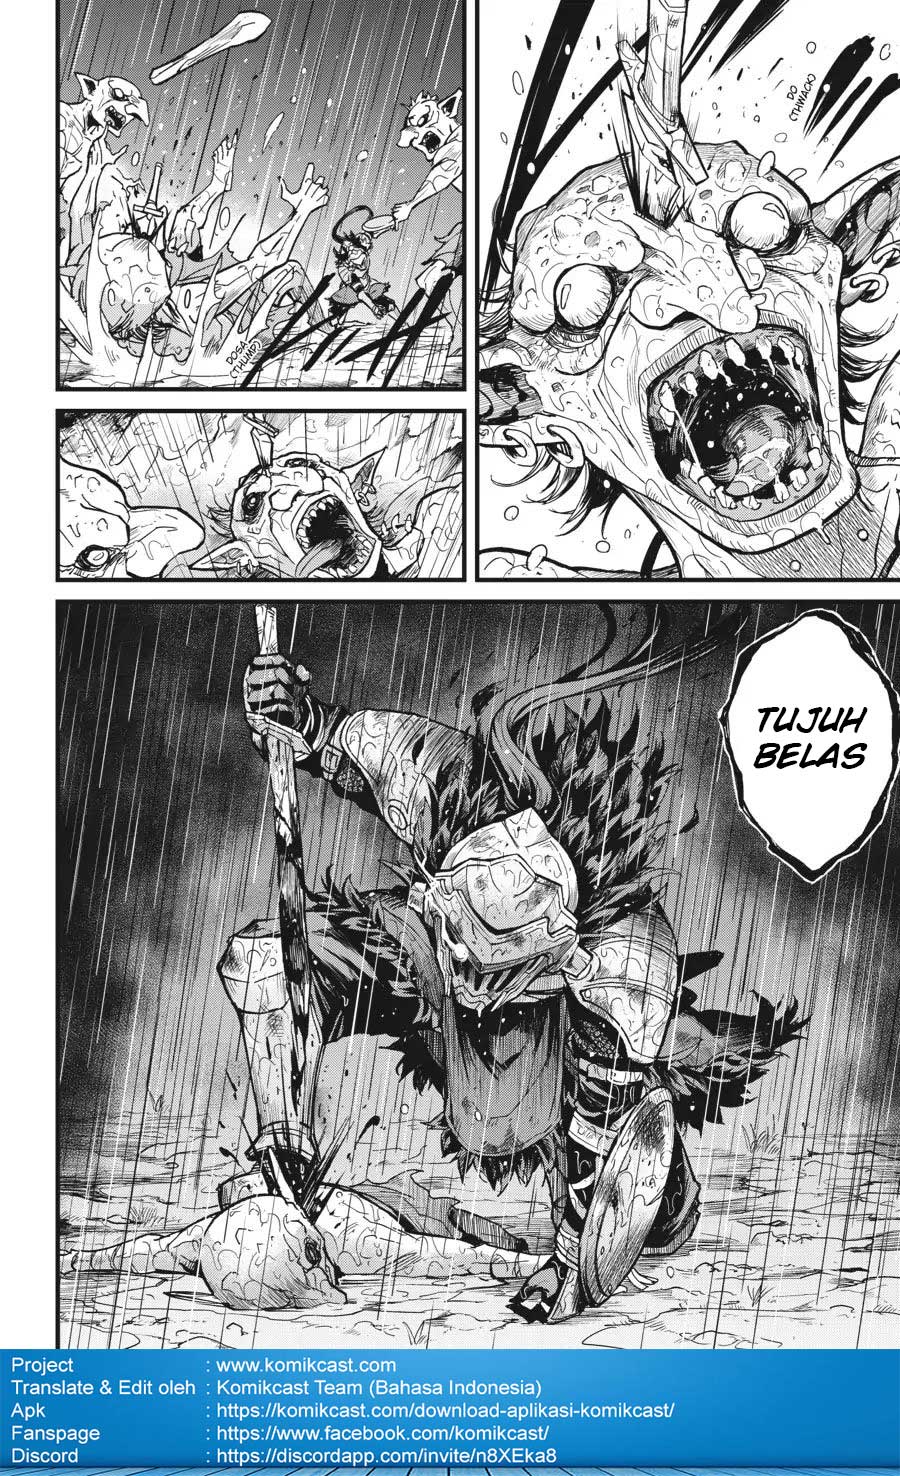 DO
(THWACK)
DOSA
(THUMP)
TUJUH
BELAS
Project : www.komikcast.com
Translate & Edit oleh : Komikcast Team (Bahasa Indonesia)
Apk : https://komikcast.com/download-aplikasi-komikcast/
Fanspage : https://www.facebook.com/komikcast/
Discord : https://discordapp.com/invite/n8XEka8